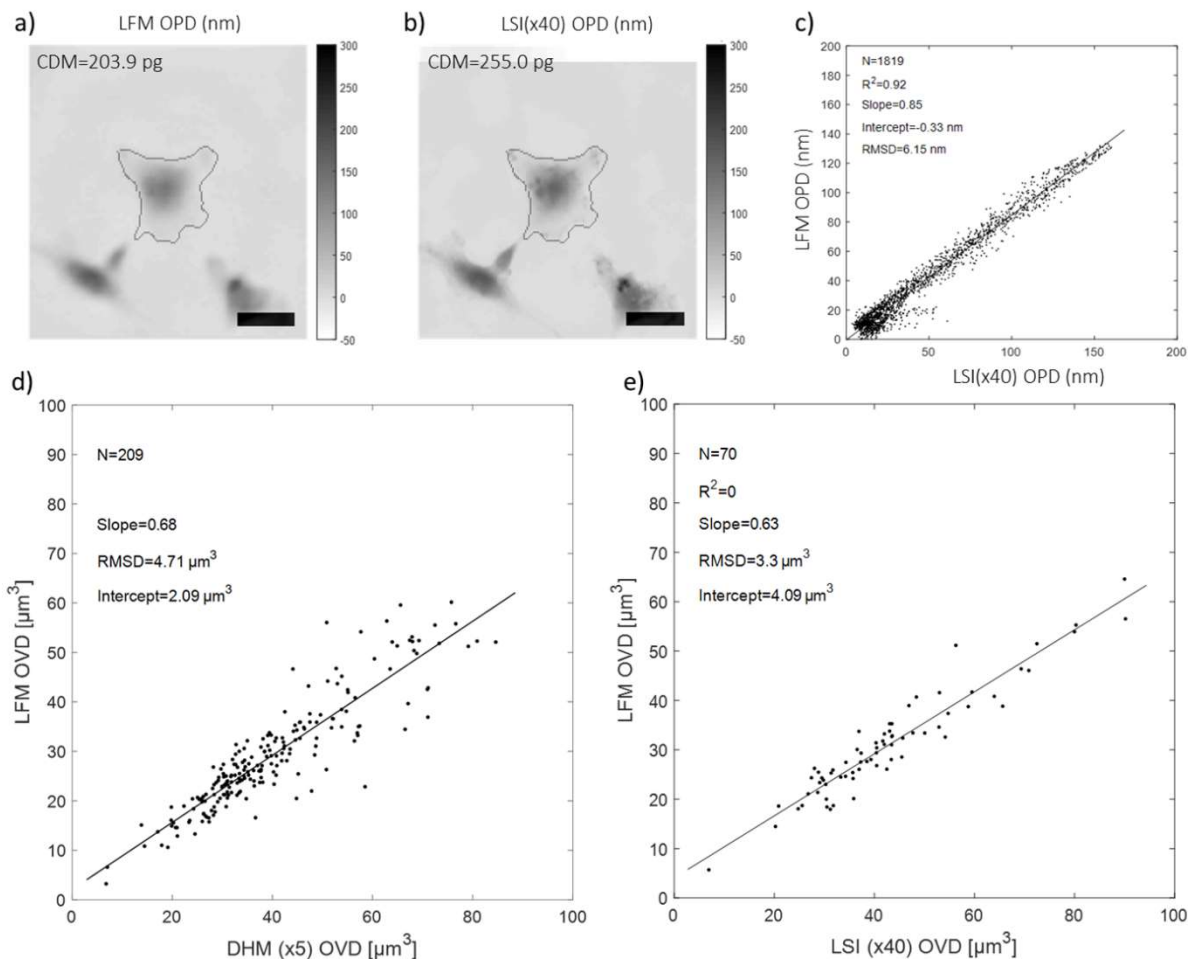 a)
LFM OPD (nm)
CDM=203.9 pg
300
250
200
150
100
50
0
-50
b)
LSI(x40) OPD (nm)
CDM=255.0 pg
300
250
200
150
100
50
0
-50
c)
200
180
160
140
120
100
80
60
40
20
0
LFM OPD (nm)
N=1819
R²=0.92
Slope=0.85
Intercept=-0.33 nm
RMSD=6.15 nm
0 50 100 150 200
LSI(x40) OPD (nm)
d)
100
90
80
70
60
50
40
30
20
10
0
LFM OVD [µm³]
N=209
Slope=0.68
RMSD=4.71 µm³
Intercept=2.09 µm³
0 20 40 60 80 100
DHM (x5) OVD [µm³]
e)
100
90
80
70
60
50
40
30
20
10
0
LFM OVD [µm³]
N=70
R²=0
Slope=0.63
RMSD=3.3 µm³
Intercept=4.09 µm³
0 20 40 60 80 100
LSI (x40) OVD [µm³]